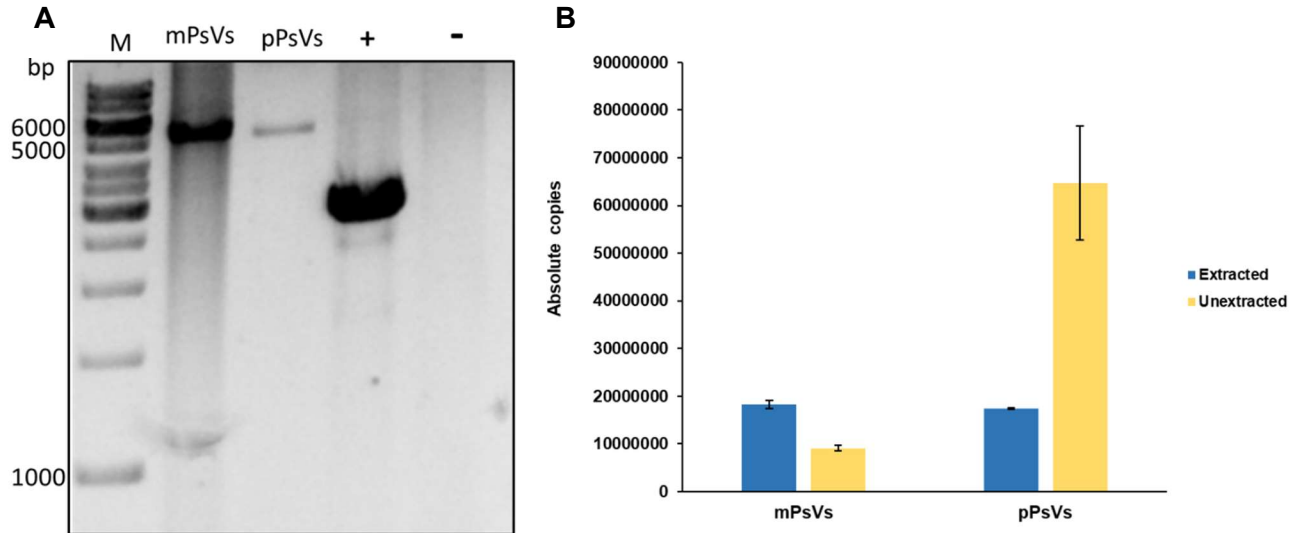 A
M mPsVs pPsVs + -
bp
6000
5000
1000
B
90000000
80000000
70000000
60000000
50000000
40000000
30000000
20000000
10000000
0
Absolute copies
mPsVs pPsVs
Extracted
Unextracted